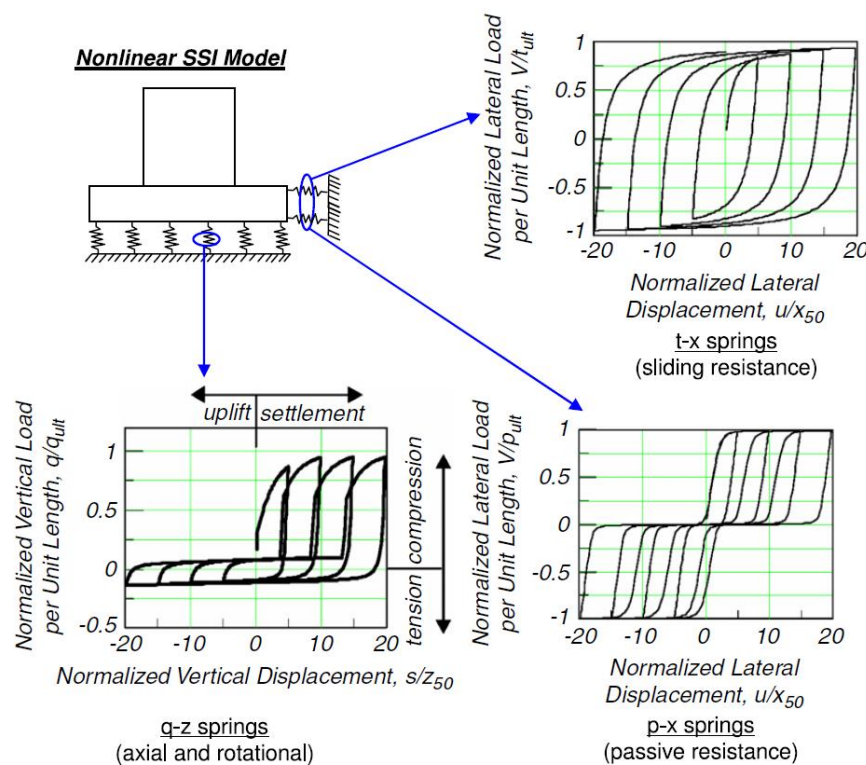 Nonlinear SSI Model
Normalized Lateral Load
per Unit Length, V/t_ult
1
0.5
0
-0.5
-1
-20 -10 0 10 20
Normalized Lateral
Displacement, u/x_50
t-x springs
(sliding resistance)
uplift settlement
Normalized Vertical Load
per Unit Length, q/q_ult
1
0.5
0
-0.5
-20 -10 0 10 20
tension compression
Normalized Vertical Displacement, s/z_50
q-z springs
(axial and rotational)
Normalized Lateral Load
per Unit Length, V/p_ult
1
0.5
0
-0.5
-1
-20 -10 0 10 20
Normalized Lateral
Displacement, u/x_50
p-x springs
(passive resistance)